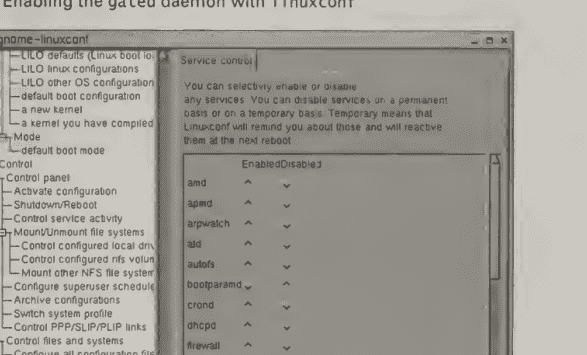 Enabling the gated daemon with linuxconf
gnome-linuxconf
LILO defaults (Linux boot lo
LILO linux configurations
LILO other OS configuration
default boot configuration
a new kernel
a kernel you have compiled
Mode
default boot mode
Control
Control panel
Activate configuration
Shutdown/Reboot
Control service activity
Mount/Unmount file systems
Control configured local driv
Control configured nfs volun
Mount other NFS file system
Configure superuser schedule
Archive configurations
Switch system profile
Control PPP/SLIP/PLIP links
Control files and systems
Configure all configuration file
Service control
You can selectivly enable or disable
any services. You can disable services on a permanent
basis or on a temporary basis. Temporary means that
Linuxconf will remind you about those and will reactive
them at the next reboot
EnabledDisabled
amd
apmd
arpwatch
atd
autofs
bootparamd
crond
dhcpd
firewall